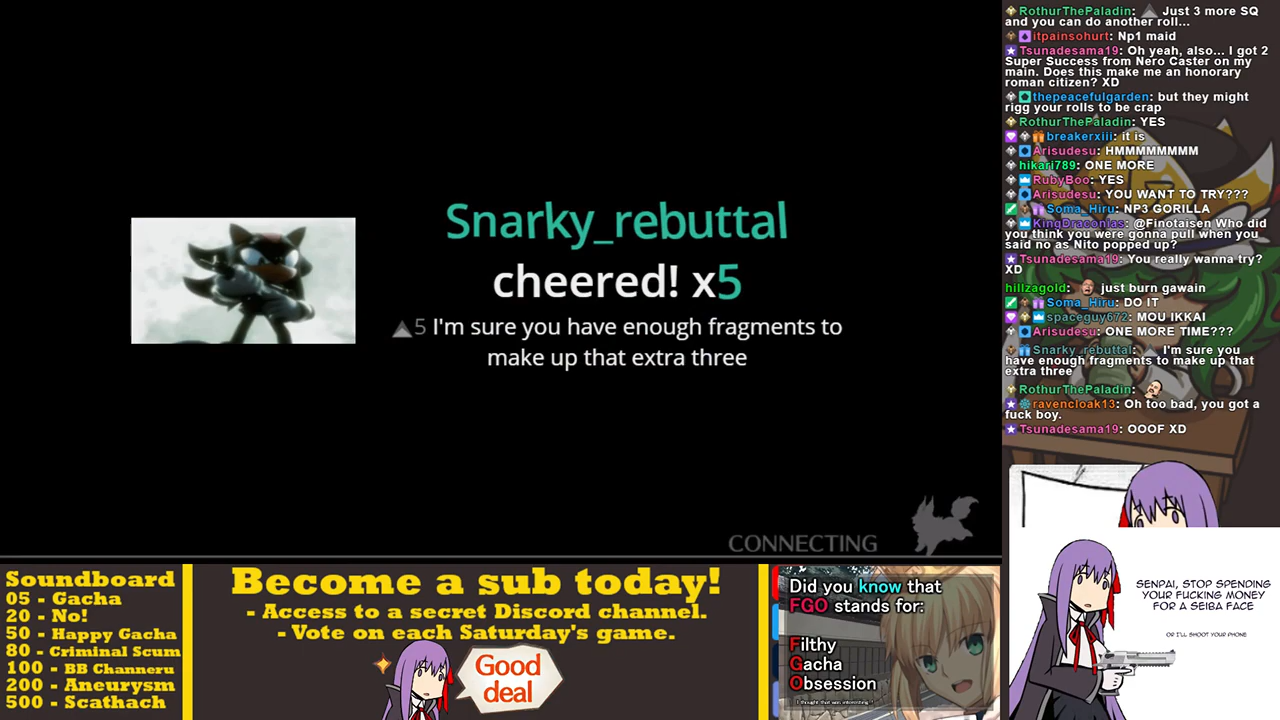 Snarky_rebuttal
cheered! x5
5 I'm sure you have enough fragments to
make up that extra three
CONNECTING
RothurThePaladin: Just 3 more SQ
and you can do another roll...
itpainsohurt: Np1 maid
Tsunadesama19: Oh yeah, also... I got 2
Super Success from Nero Caster on my
main. Does this make me an honorary
roman citizen? XD
thepeacefulgarden: but they might
rigg your rolls to be crap
RothurThePaladin: YES
breakerxiii: it is
Arisudesu: HMMMMMMMM
hikari789: ONE MORE
RubyBoo: YES
Arisudesu: YOU WANT TO TRY???
Soma_Hiru: NP3 GORILLA
KingDraconias: @Finotaisen Who did
you think you were gonna pull when you
said no as Nito popped up?
Tsunadesama19: You really wanna try?
XD
hillzagold: just burn gawain
Soma_Hiru: DO IT
spaceguy672: MOU IKKAI
Arisudesu: ONE MORE TIME???
Snarky_rebuttal: I'm sure you
have enough fragments to make up that
extra three
RothurThePaladin:
ravencloak13: Oh too bad, you got a
fuck boy.
Tsunadesama19: OOOF XD
Soundboard
05 - Gacha
20 - No!
50 - Happy Gacha
80 - Criminal Scum
100 - BB Channeru
200 - Aneurysm
500 - Scathach
Become a sub today!
- Access to a secret Discord channel.
- Vote on each Saturday's game.
Good
deal
Did you know that
FGO stands for:
Filthy
Gacha
Obsession
I thought that was interesting!!
SENPAI, STOP SPENDING
YOUR FUCKING MONEY
FOR A SEIBA FACE
OR I'LL SHOOT YOUR PHONE